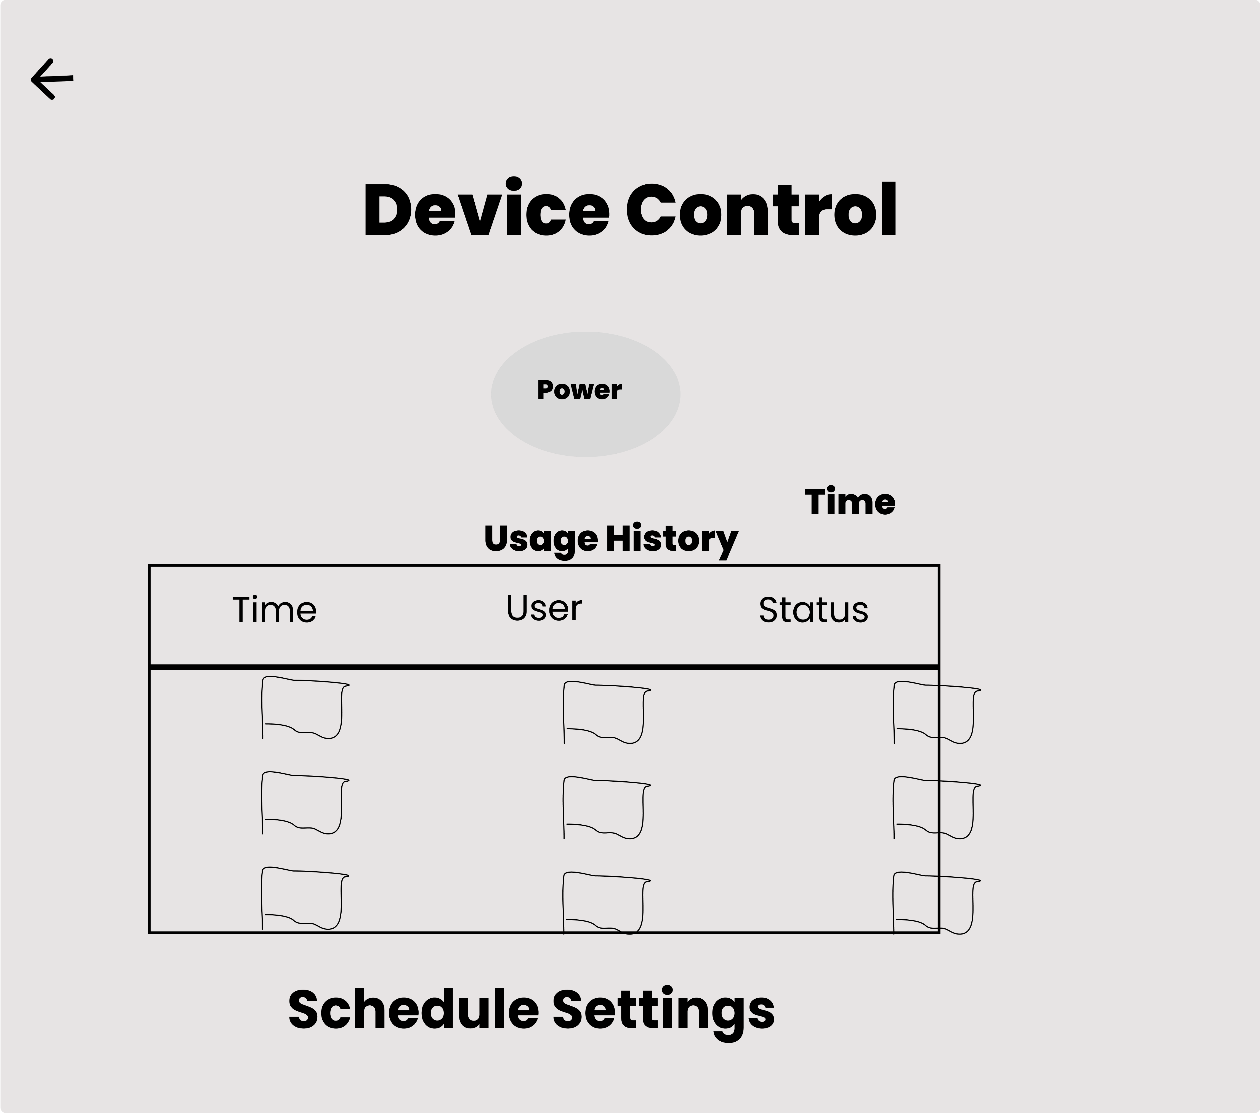 Device Control
Power
Time
Usage History
Time User Status
Schedule Settings